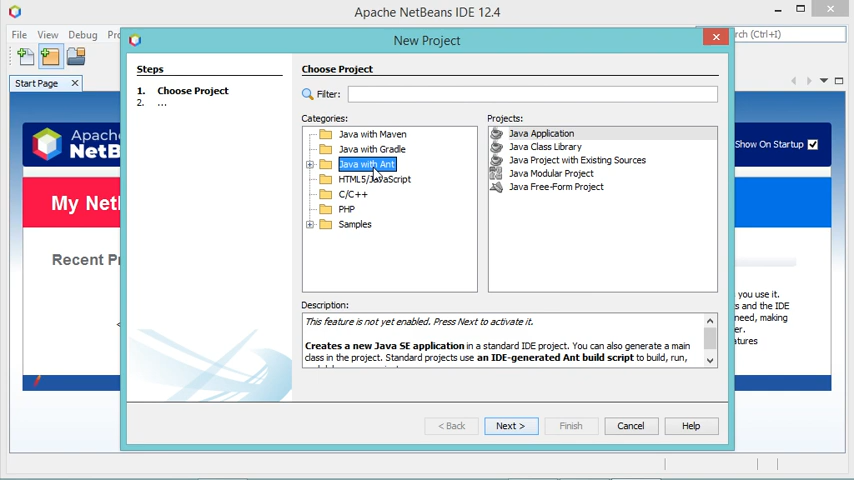 Apache NetBeans IDE 12.4
File View Debug
New Project
(Ctrl+I)
Start Page
Steps
Choose Project
1. Choose Project
2. ...
Filter:
Categories:
Projects:
Java with Maven
Java with Gradle
Java with Ant
HTML5/JavaScript
C/C++
PHP
Samples
Java Application
Java Class Library
Java Project with Existing Sources
Java Modular Project
Java Free-Form Project
Apache
Show On Startup
My Net
Recent
Description:
This feature is not yet enabled. Press Next to activate it.
Creates a new Java SE application in a standard IDE project. You can also generate a main
class in the project. Standard projects use an IDE-generated Ant build script to build, run,
you use it.
s and the IDE
need, making
er.
eatures
< Back
Next >
Finish
Cancel
Help